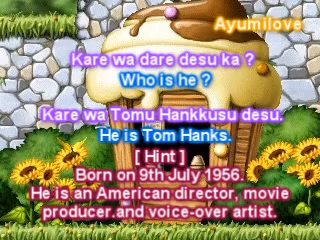 Ayumilove
Kare wa dare desu ka ?
Who is he ?
Kare wa Tomu Hankkusu desu.
He is Tom Hanks.
[ Hint ]
Born on 9th July 1956.
He is an American director, movie
producer.and voice-over artist.